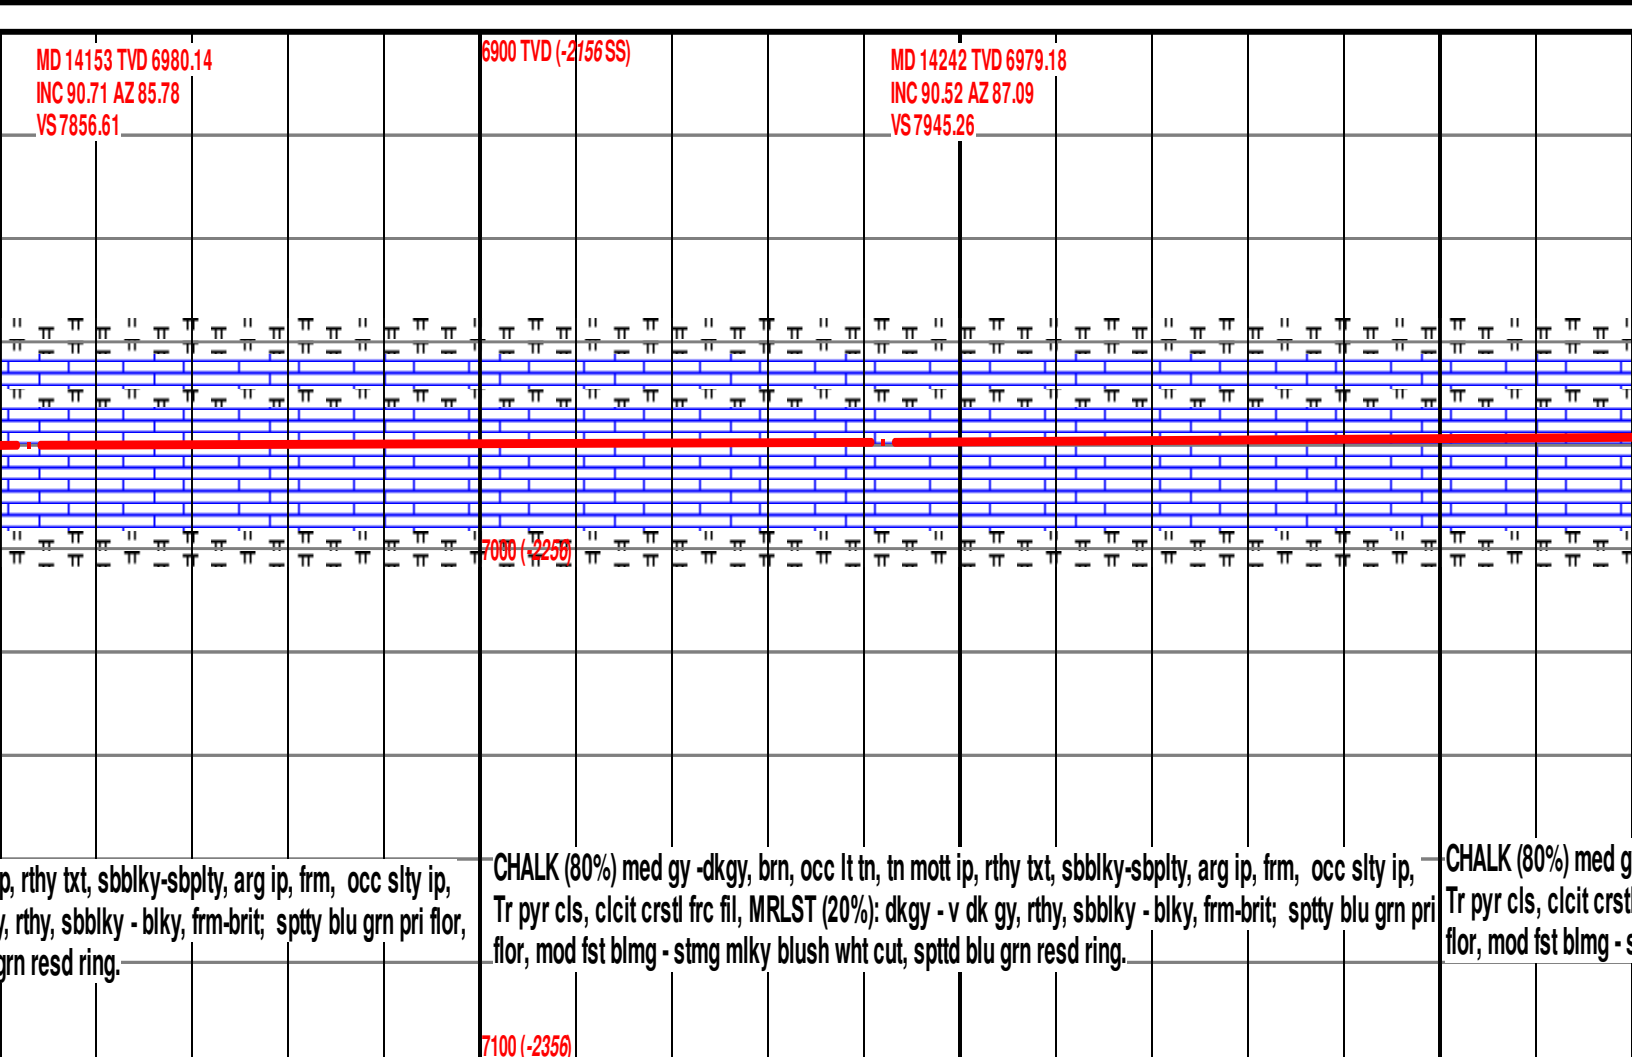 MD 14153 TVD 6980.14
INC 90.71 AZ 85.78
VS 7856.61
6900 TVD (-2156 SS)
MD 14242 TVD 6979.18
INC 90.52 AZ 87.09
VS 7945.26
7000 (-2256)
p, rthy txt, sbblky-sbplty, arg ip, frm, occ slty ip,
y, rthy, sbblky - blky, frm-brit; sptty blu grn pri flor,
grn resd ring.
CHALK (80%) med gy -dkgy, brn, occ lt tn, tn mott ip, rthy txt, sbblky-sbplty, arg ip, frm, occ slty ip,
Tr pyr cls, clcit crstl frc fil, MRLST (20%): dkgy - v dk gy, rthy, sbblky - blky, frm-brit; sptty blu grn pri
flor, mod fst blmg - stmg mlky blush wht cut, spttd blu grn resd ring.
CHALK (80%) med g
Tr pyr cls, clcit crstl
flor, mod fst blmg - s
7100 (-2356)